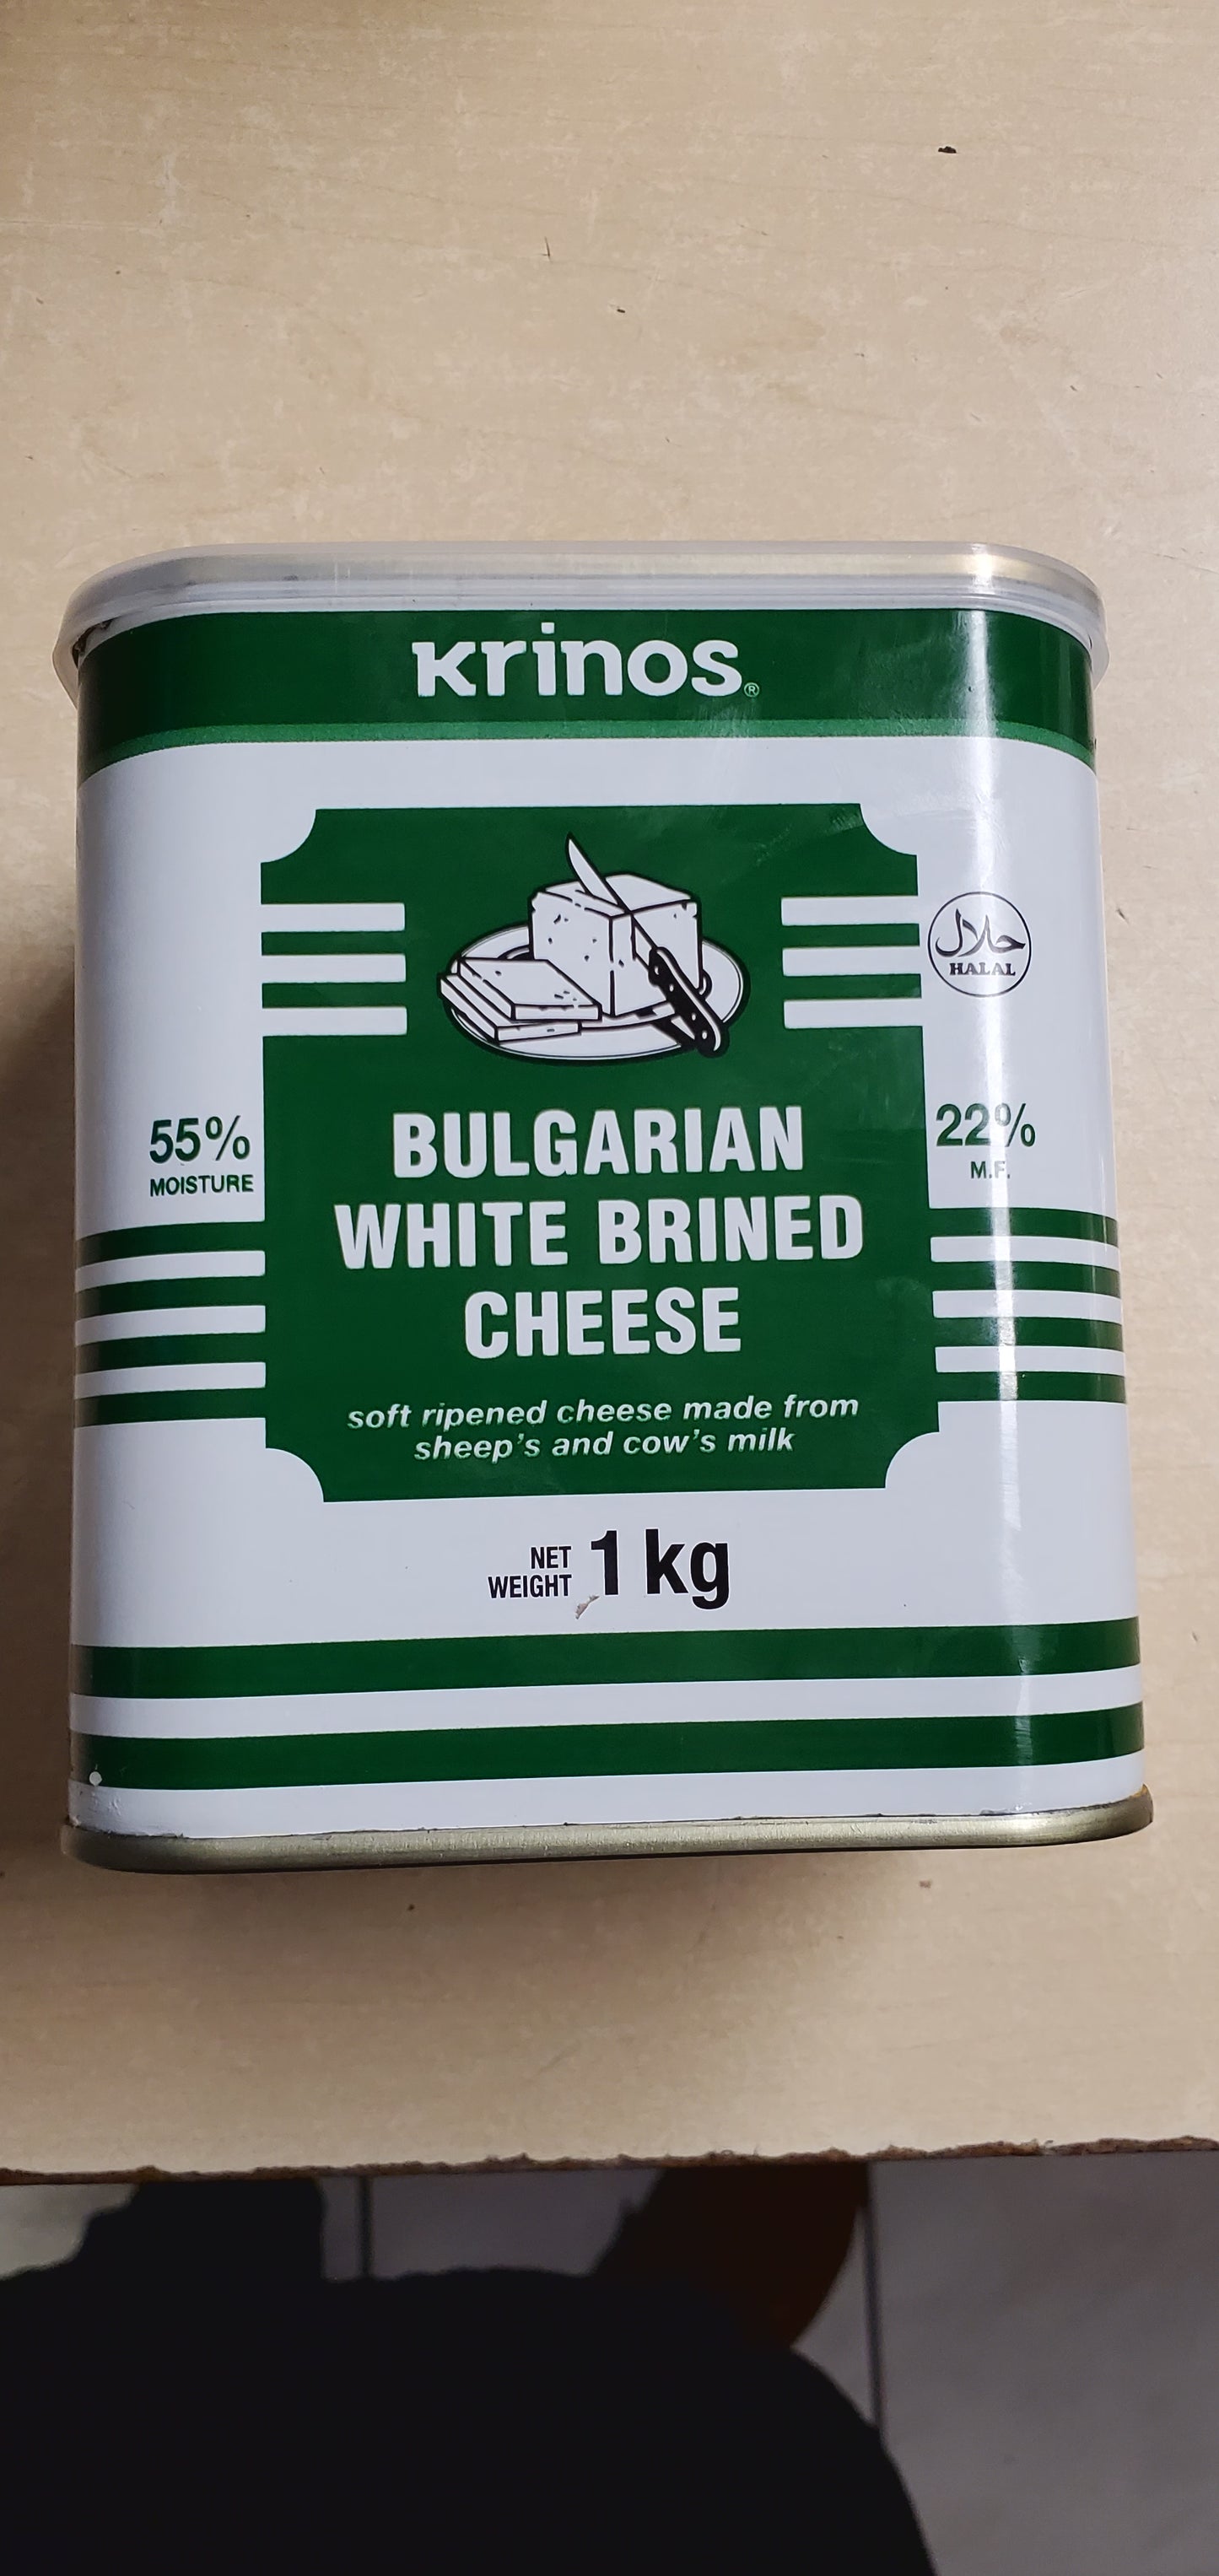 Krinos®
حلال
HALAL
55%
MOISTURE
22%
M.F.
BULGARIAN
WHITE BRINED
CHEESE
soft ripened cheese made from
sheep's and cow's milk
NET
WEIGHT
1 kg